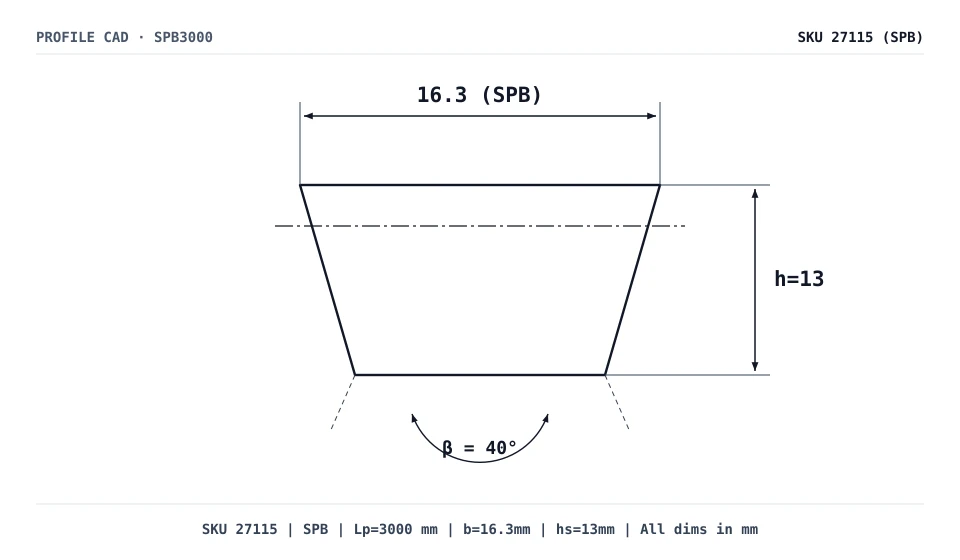 PROFILE CAD · SPB3000
SKU 27115 (SPB)
16.3 (SPB)
h=13
β = 40°
SKU 27115 | SPB | Lp=3000 mm | b=16.3mm | hs=13mm | All dims in mm